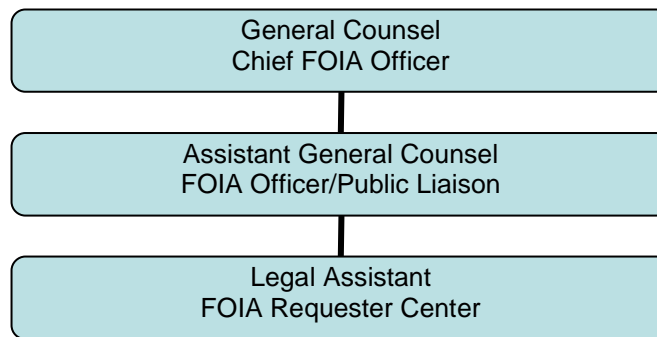 General Counsel
Chief FOIA Officer
Assistant General Counsel
FOIA Officer/Public Liaison
Legal Assistant
FOIA Requester Center